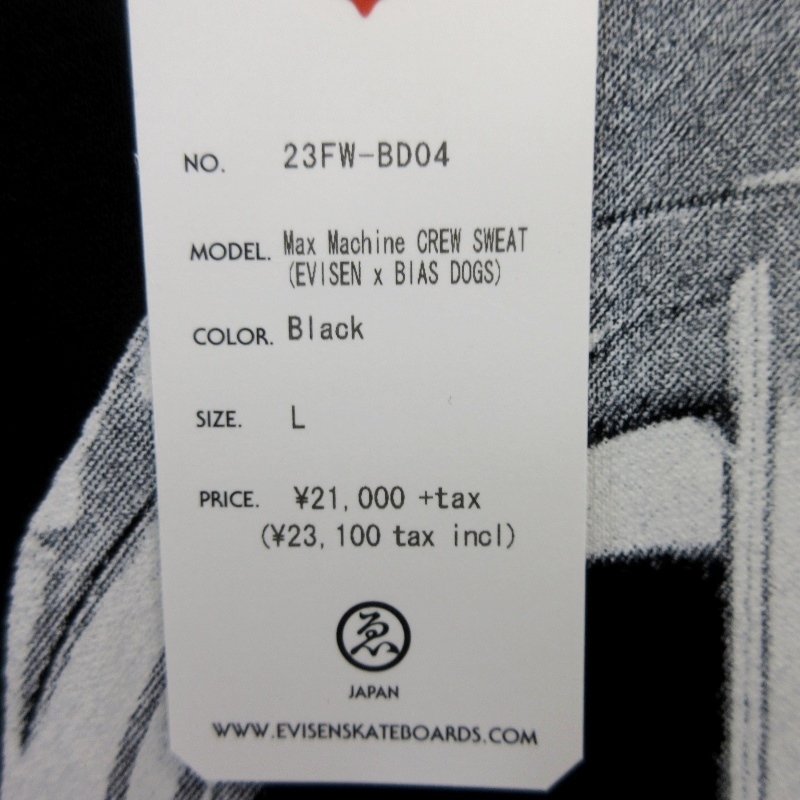 NO. 23FW-BD04
MODEL. Max Machine CREW SWEAT
(EVISEN x BIAS DOGS)
COLOR. Black
SIZE. L
PRICE. ¥21,000 +tax
(¥23,100 tax incl)
ゑ
JAPAN
WWW.EVISENSKATEBOARDS.COM